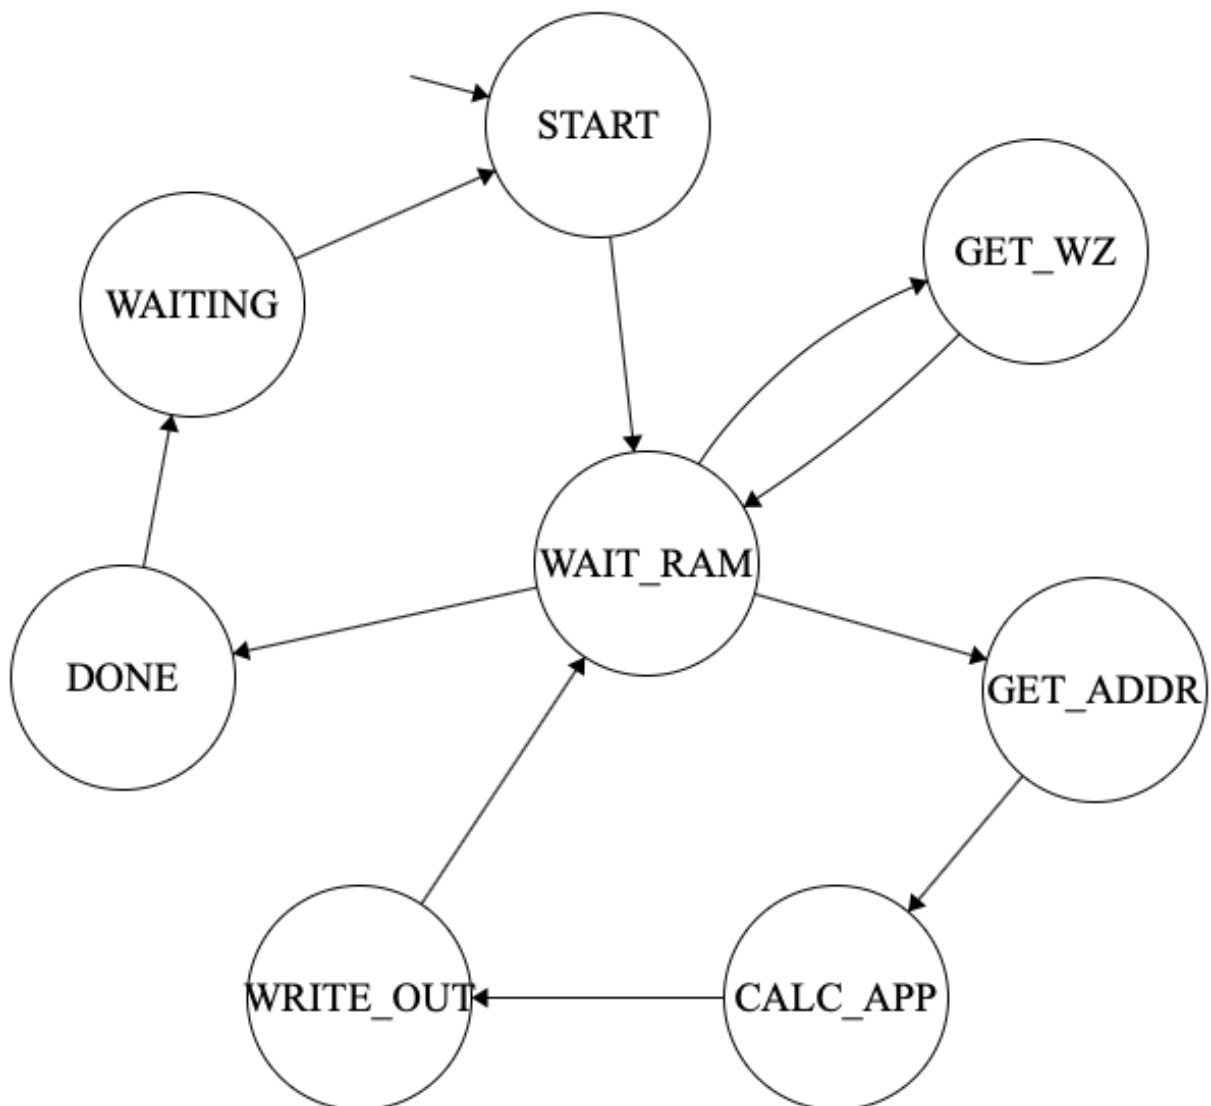 START
GET_WZ
WAITING
WAIT_RAM
DONE
GET_ADDR
WRITE_OUT
CALC_APP